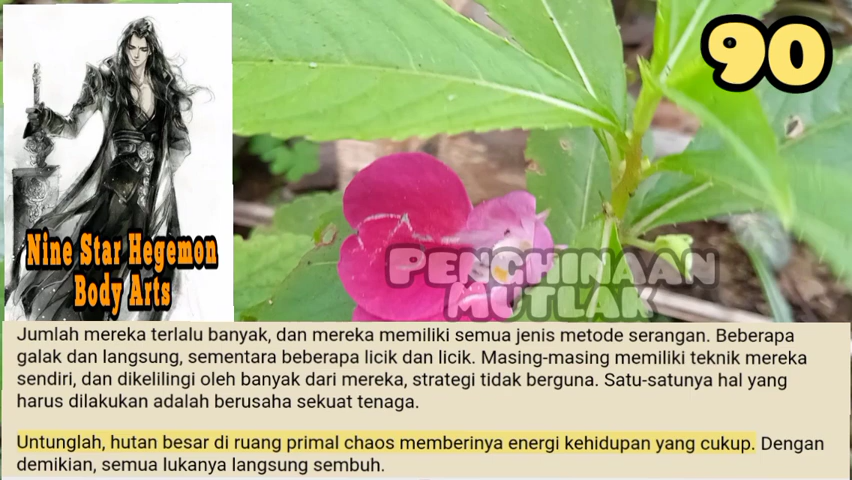 90
Nine Star Hegemon
Body Arts
PENGHINAAN
MUTLAK
Jumlah mereka terlalu banyak, dan mereka memiliki semua jenis metode serangan. Beberapa
galak dan langsung, sementara beberapa licik dan licik. Masing-masing memiliki teknik mereka
sendiri, dan dikelilingi oleh banyak dari mereka, strategi tidak berguna. Satu-satunya hal yang
harus dilakukan adalah berusaha sekuat tenaga.
Untunglah, hutan besar di ruang primal chaos memberinya energi kehidupan yang cukup. Dengan
demikian, semua lukanya langsung sembuh.